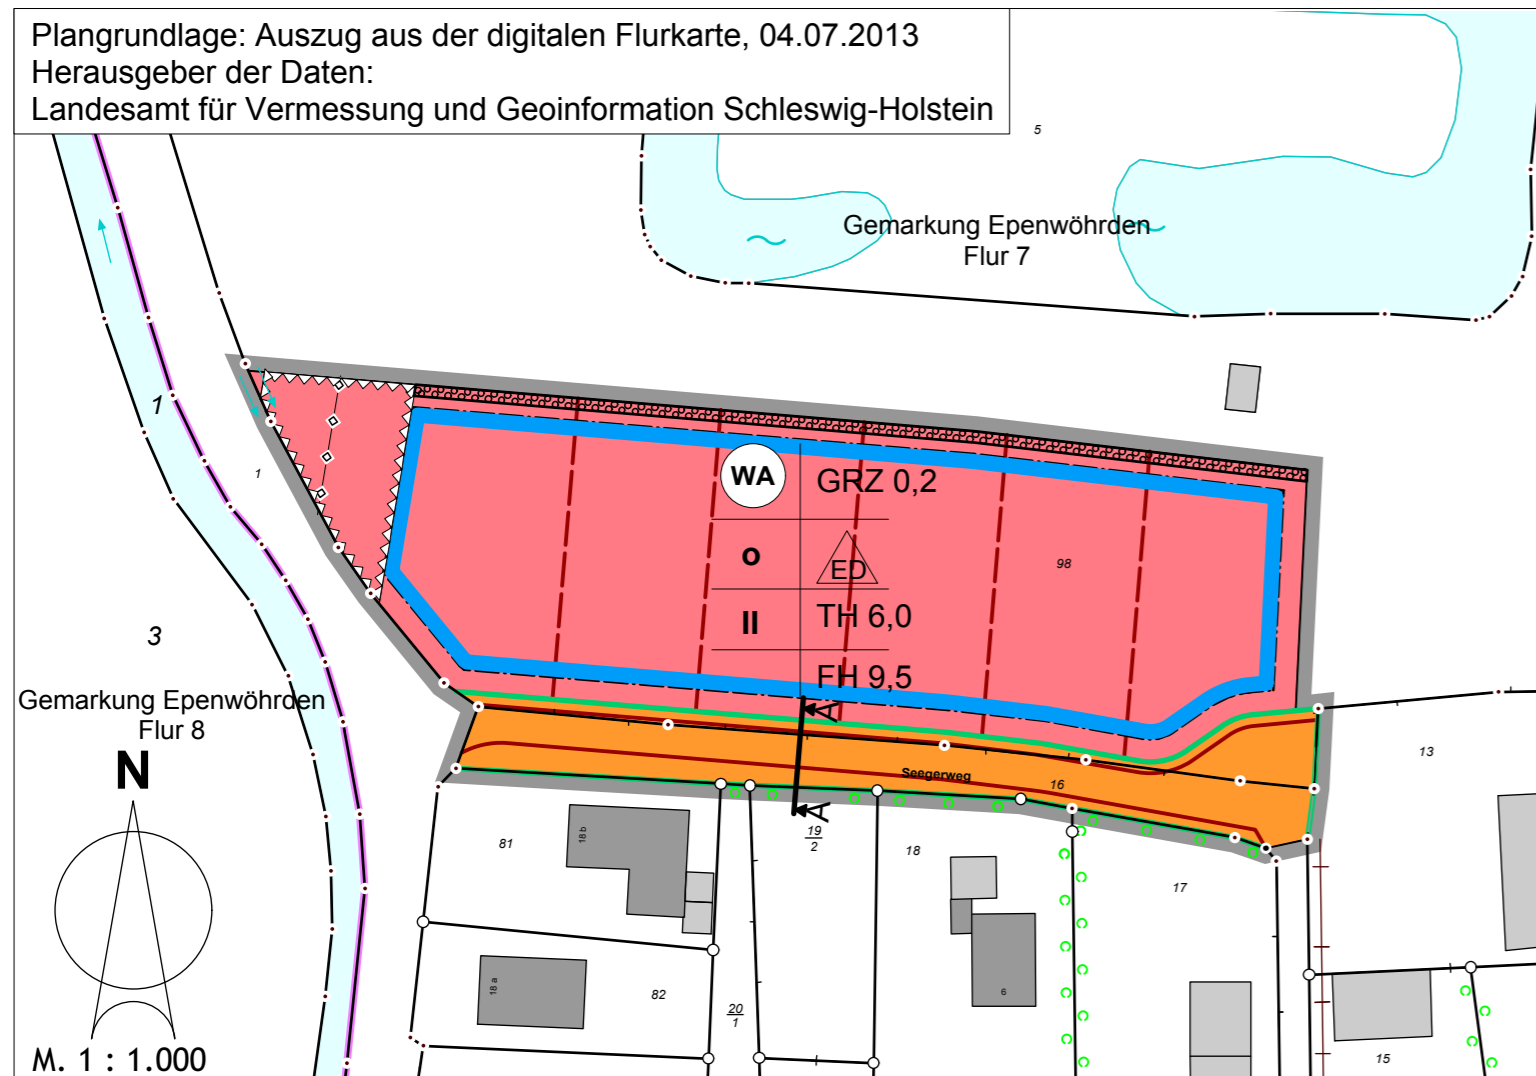 Plangrundlage: Auszug aus der digitalen Flurkarte, 04.07.2013
Herausgeber der Daten:
Landesamt für Vermessung und Geoinformation Schleswig-Holstein
5
Gemarkung Epenwöhrden
Flur 7
1
1
3
Gemarkung Epenwöhrden
Flur 8
WA
GRZ 0,2
o
ED
98
II
TH 6,0
FH 9,5
A
Seegerweg
16
A
13
N
81
18 b
19
2
18
17
18 a
82
20
1
6
15
M. 1 : 1.000